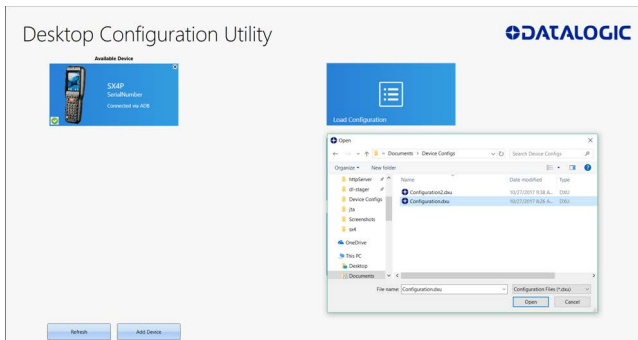 Desktop Configuration Utility
DATALOGIC
Available Device
SX4P
SerialNumber
Connected via ADB
Load Configuration
Open
Documents > Device Configs
Search Device Configs
Organize
New folder
httpServer
dl-stager
Device Configs
jta
Screenshots
sx4
OneDrive
This PC
Desktop
Documents
Name
Date modified
Type
Configuration2.dxu
10/27/2017 9:38 A...
DXU
Configuration.dxu
10/27/2017 8:26 A...
DXU
File name
Configuration.dxu
Configuration Files (*.dxu)
Open
Cancel
Refresh
Add Device